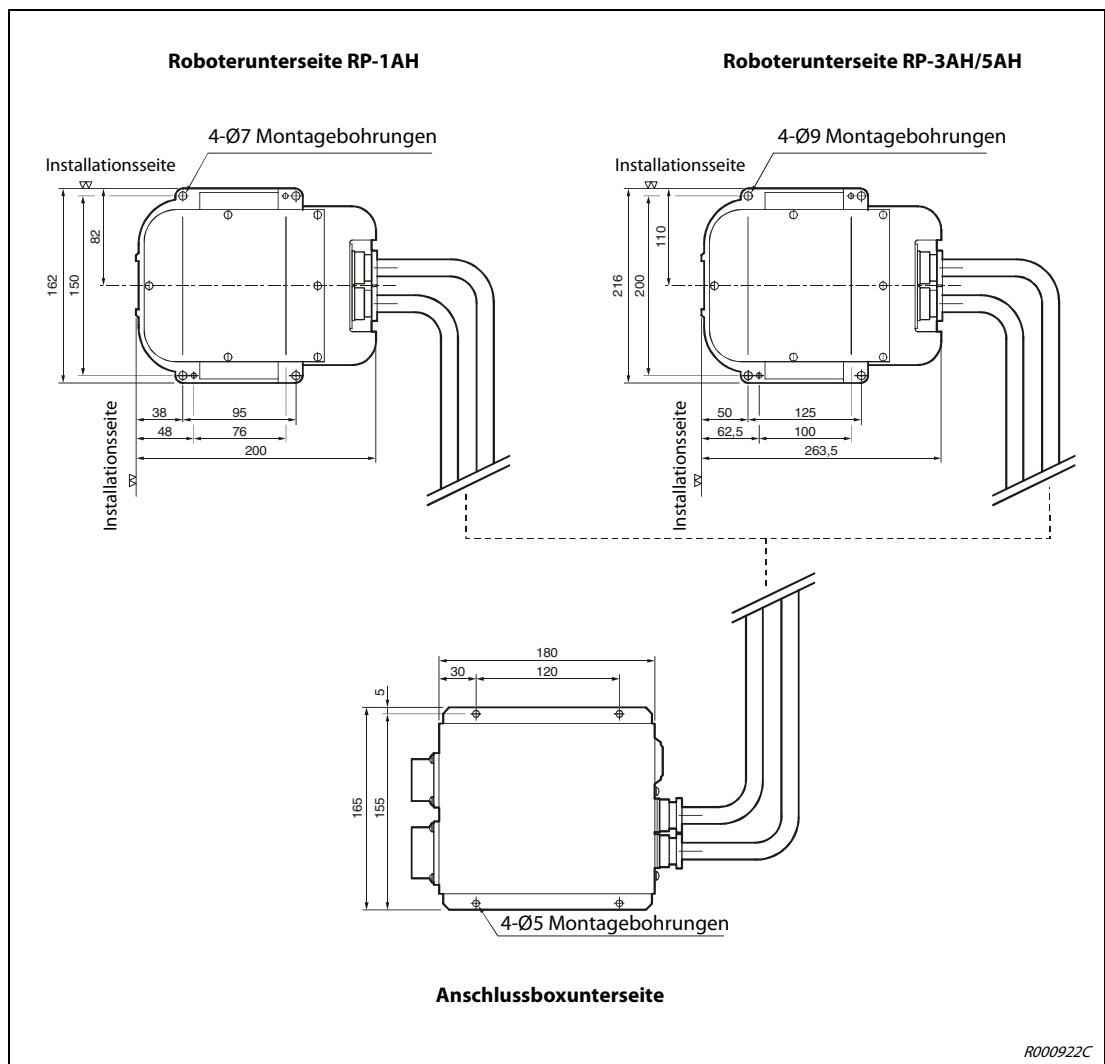 Roboterunterseite RP-1AH
Roboterunterseite RP-3AH/5AH
4-Ø7 Montagebohrungen
Installationsseite
82
150
162
38
95
48
76
200
Installationsseite
4-Ø9 Montagebohrungen
Installationsseite
110
200
216
50
125
62,5
100
263,5
Installationsseite
180
30
120
5
155
165
4-Ø5 Montagebohrungen
Anschlussboxunterseite
R000922C